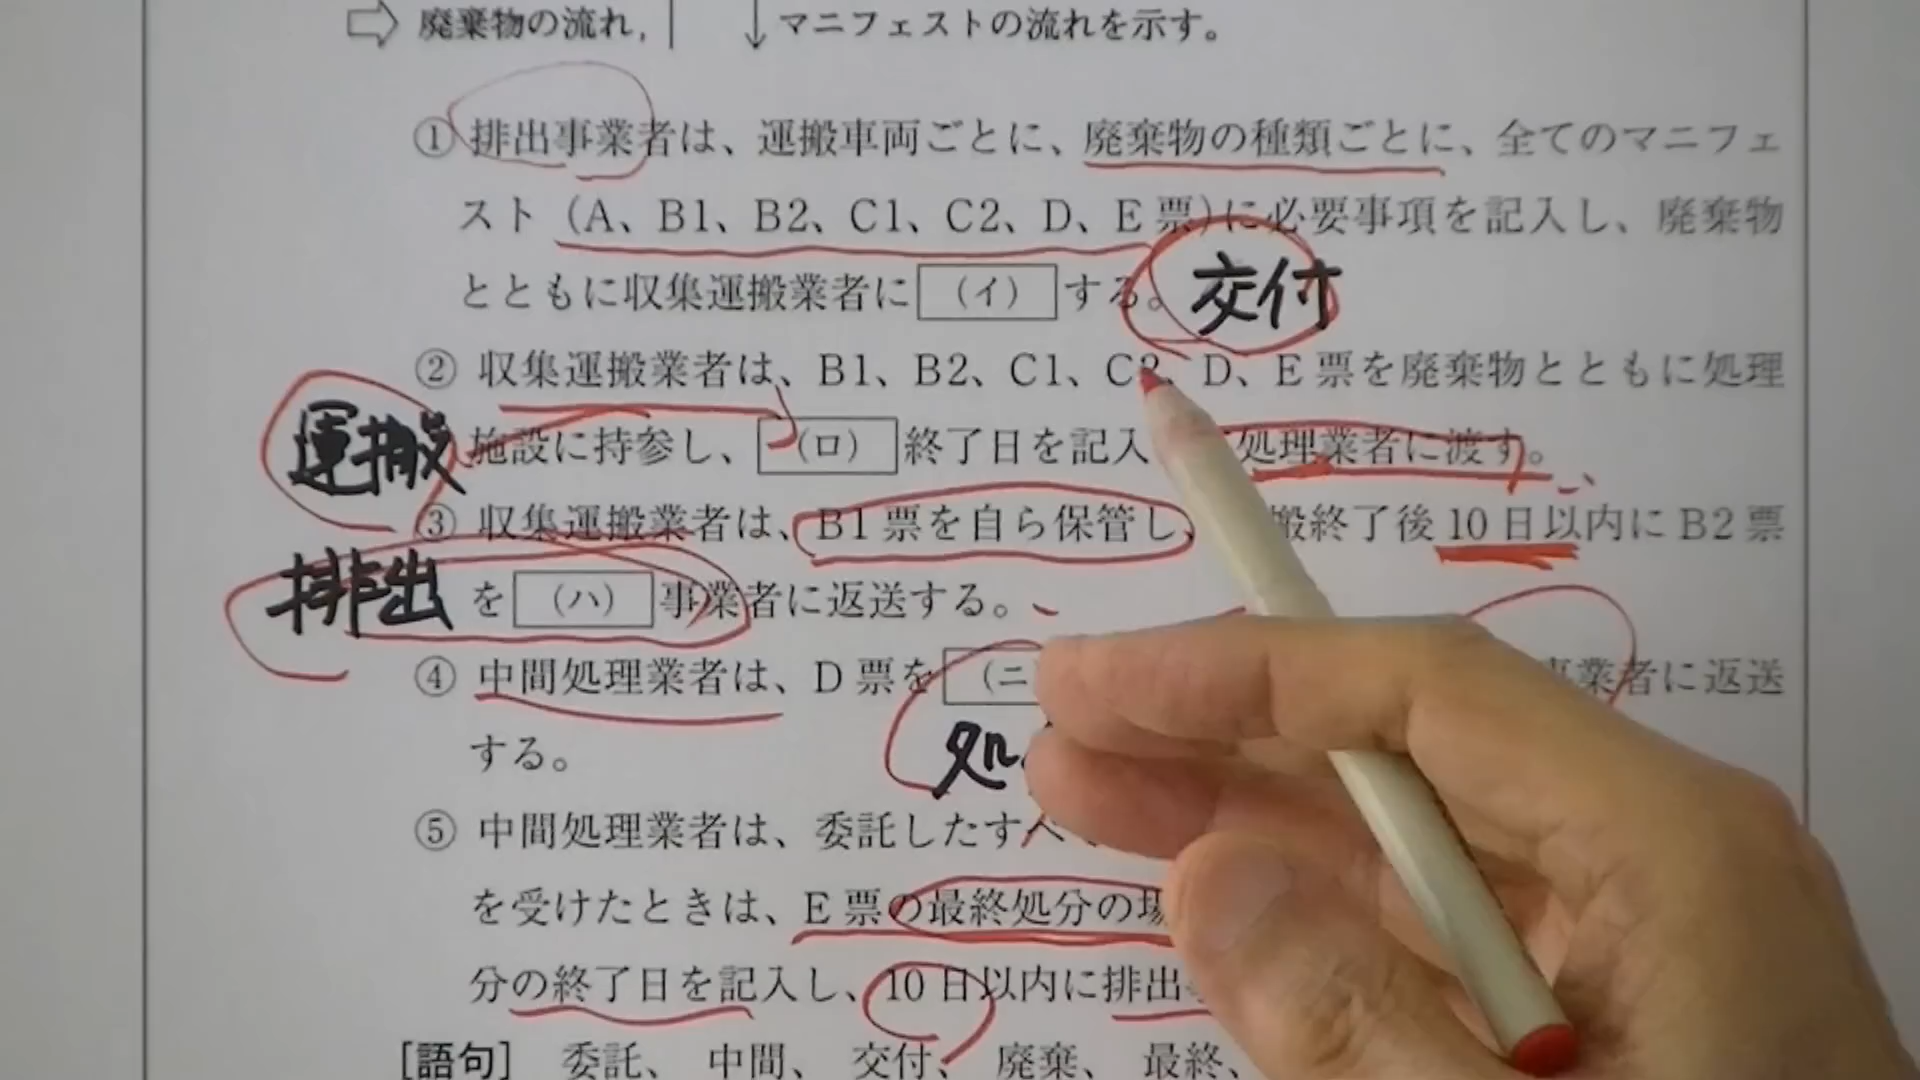 ⇨ 廃棄物の流れ, | ↓ マニフェストの流れを示す。
① 排出事業者は、運搬車両ごとに、廃棄物の種類ごとに、全てのマニフェ
スト（A、B1、B2、C1、C2、D、E 票）に必要事項を記入し、廃棄物
とともに収集運搬業者に （イ） する。 交付
② 収集運搬業者は、B1、B2、C1、C2、D、E 票を廃棄物とともに処理
運搬 施設に持参し、 （ロ） 終了日を記入 処理業者に渡す。
③ 収集運搬業者は、B1 票を自ら保管し、 搬終了後 10 日以内に B2 票
排出 を （ハ） 事業者に返送する。
④ 中間処理業者は、D 票を （ニ 事業者に返送
する。 処
⑤ 中間処理業者は、委託したすべ
を受けたときは、E 票の最終処分の場
分の終了日を記入し、10 日以内に排出
［語句］ 委託、 中間、 交付、 廃棄、 最終、